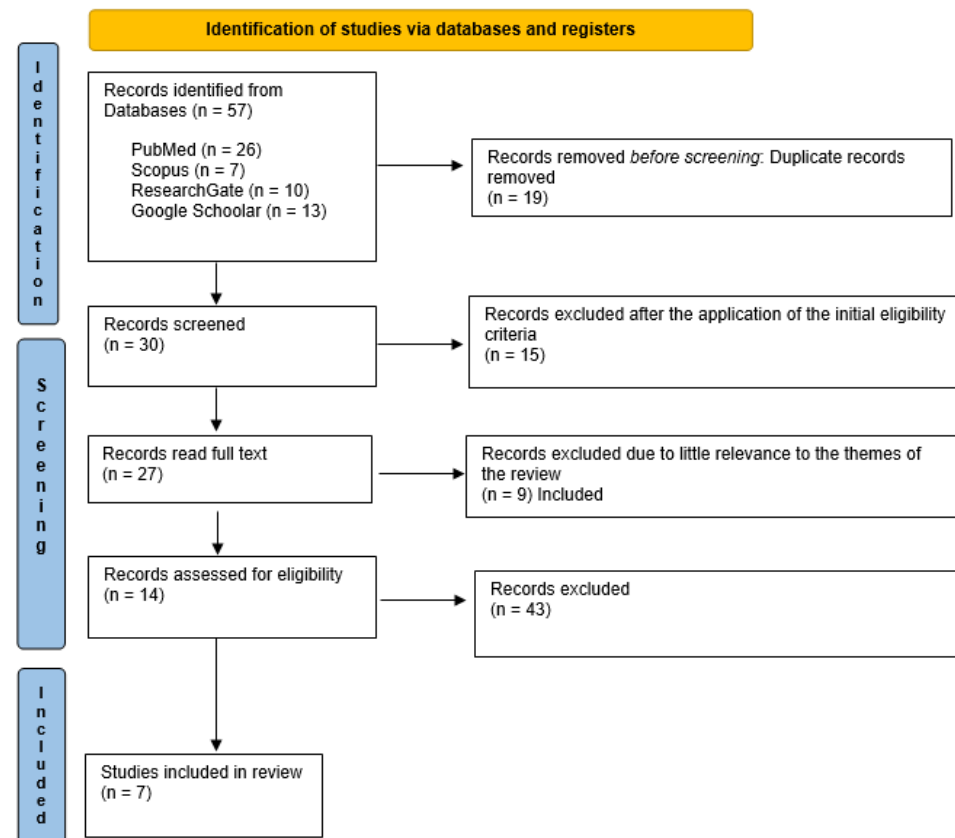 Identification of studies via databases and registers
Identification
Records identified from
Databases (n = 57)
PubMed (n = 26)
Scopus (n = 7)
ResearchGate (n = 10)
Google Schoolar (n = 13)
Records removed before screening: Duplicate records
removed
(n = 19)
Screening
Records screened
(n = 30)
Records excluded after the application of the initial eligibility
criteria
(n = 15)
Records read full text
(n = 27)
Records excluded due to little relevance to the themes of
the review
(n = 9) Included
Records assessed for eligibility
(n = 14)
Records excluded
(n = 43)
Included
Studies included in review
(n = 7)